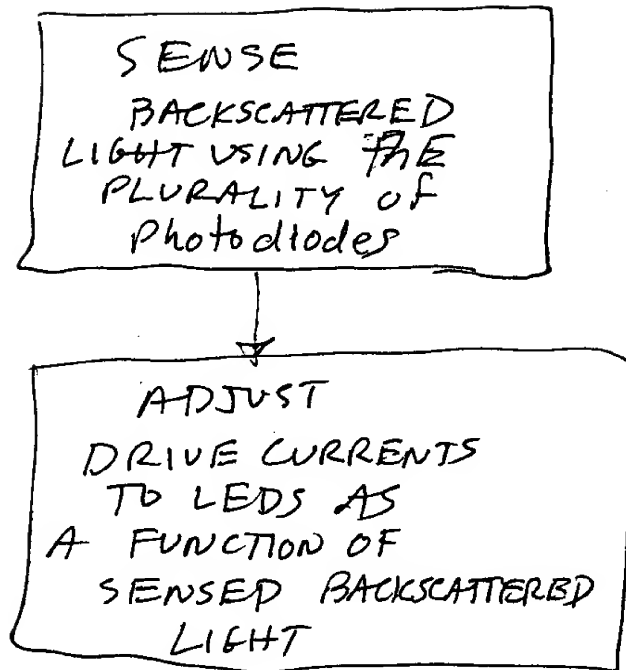 SENSE
BACKSCATTERED
LIGHT USING THE
PLURALITY OF
Photodiodes
ADJUST
DRIVE CURRENTS
TO LEDS AS
A FUNCTION OF
SENSED BACKSCATTERED
LIGHT